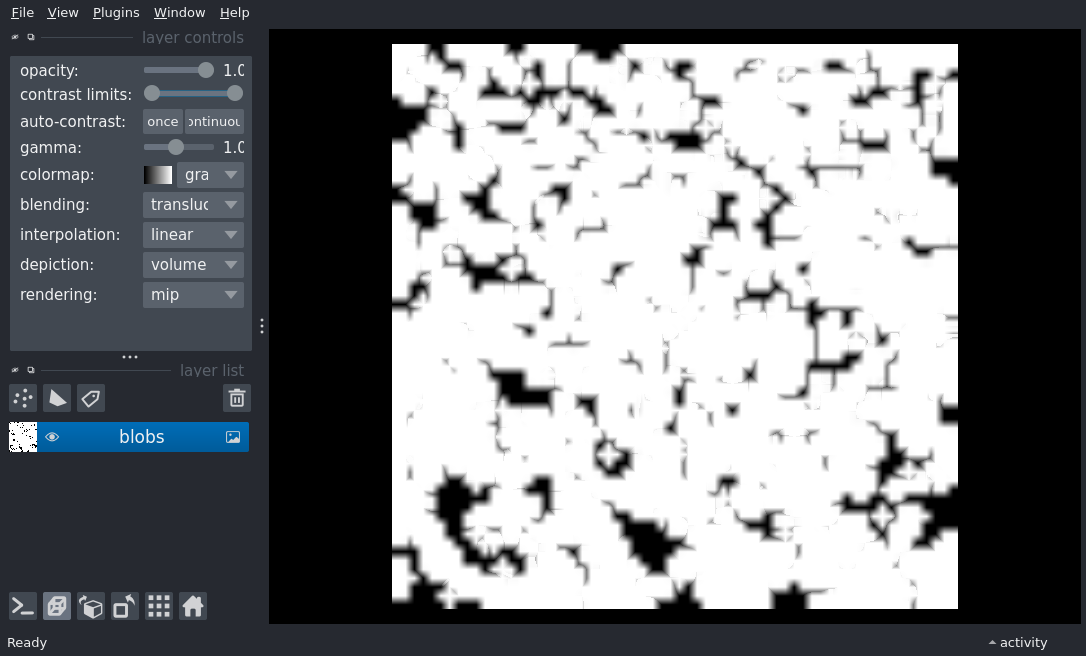 File View Plugins Window Help
layer controls
opacity: 1.0
contrast limits:
auto-contrast: once ontinuou
gamma: 1.0
colormap: gra
blending: transluc
interpolation: linear
depiction: volume
rendering: mip
layer list
blobs
Ready
activity